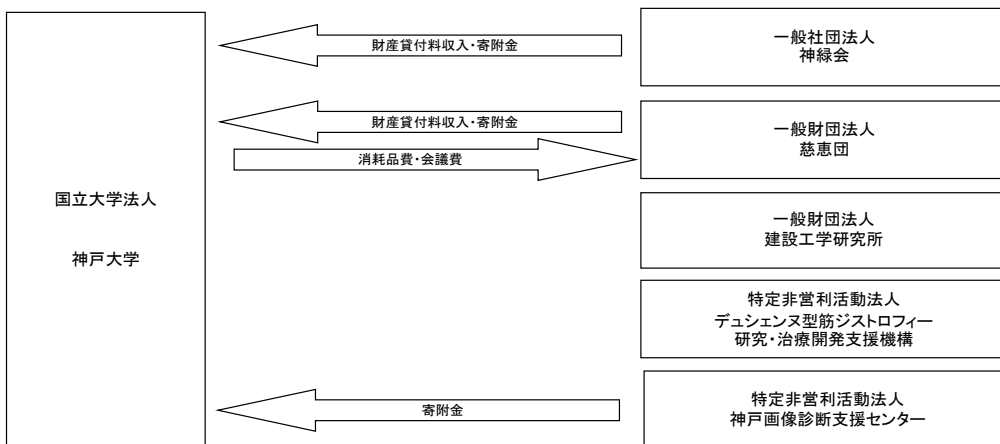 国立大学法人
神戸大学
財産貸付料収入・寄附金
一般社団法人
神緑会
財産貸付料収入・寄附金
消耗品費・会議費
一般財団法人
慈恵団
一般財団法人
建設工学研究所
特定非営利活動法人
デュシェンヌ型筋ジストロフィー
研究・治療開発支援機構
寄附金
特定非営利活動法人
神戸画像診断支援センター